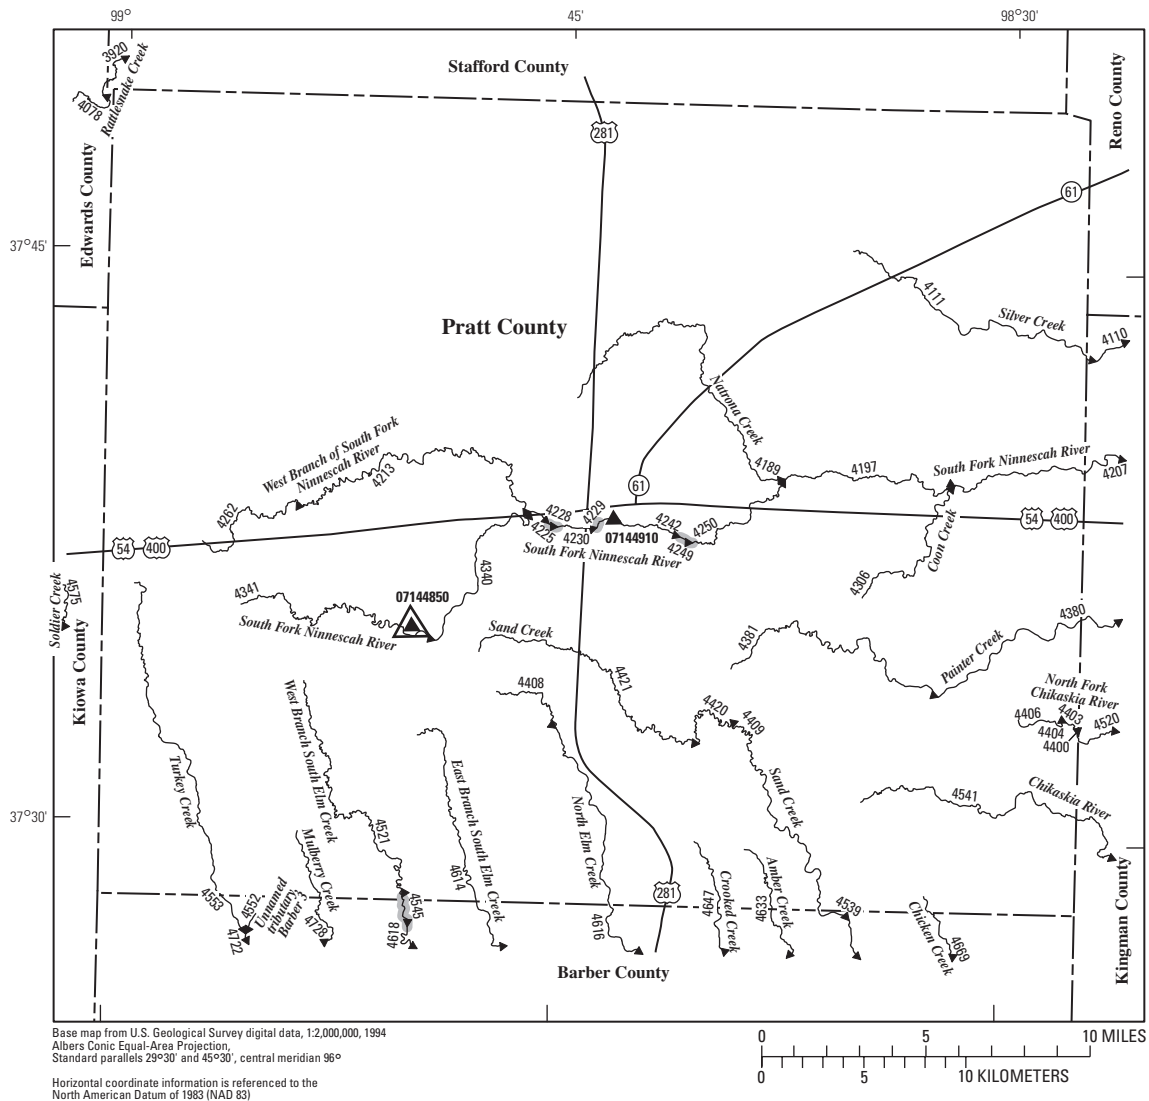 99°
45'
98°30'
3920
Rattlesnake Creek
4078
Stafford County
Reno County
281
61
Edwards County
37°45'
4111
Silver Creek
4110
Pratt County
Natrona Creek
West Branch of South Fork
Ninnescah River
4213
4262
4189
4197
South Fork Ninnescah River
4207
61
4228
4229
4225
4230
07144910
4242
4250
4249
South Fork Ninnescah River
54
400
54
400
Coon Creek
4306
Soldier Creek
4575
4341
4340
07144850
South Fork Ninnescah River
Sand Creek
4381
4380
Painter Creek
Kiowa County
4408
4421
4420
4409
North Fork
Chikaskia River
4406
4403
4404
4400
4520
Turkey Creek
West Branch South Elm Creek
East Branch South Elm Creek
North Elm Creek
Sand Creek
4541
Chikaskia River
37°30'
4521
Mulberry Creek
4614
4553
4552
Unnamed
tributary,
Barber 3
4722
4728
4545
4618
4616
281
4647
Crooked Creek
4633
Amber Creek
4539
Chicken Creek
4669
Kingman County
Barber County
Base map from U.S. Geological Survey digital data, 1:2,000,000, 1994
Albers Conic Equal-Area Projection,
Standard parallels 29°30' and 45°30', central meridian 96°
Horizontal coordinate information is referenced to the
North American Datum of 1983 (NAD 83)
0 5 10 MILES
0 5 10 KILOMETERS